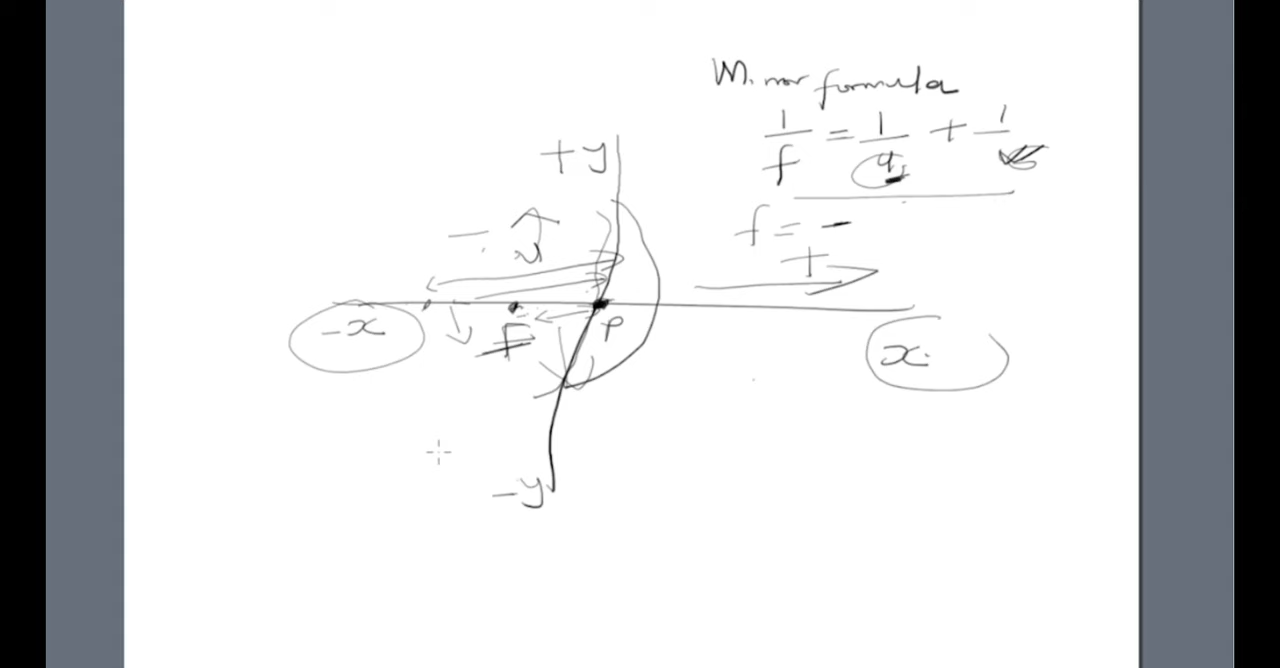 Mirror formula
1/f = 1/u + 1/
+y
f = -
+
-
-x
F
P
x
-y